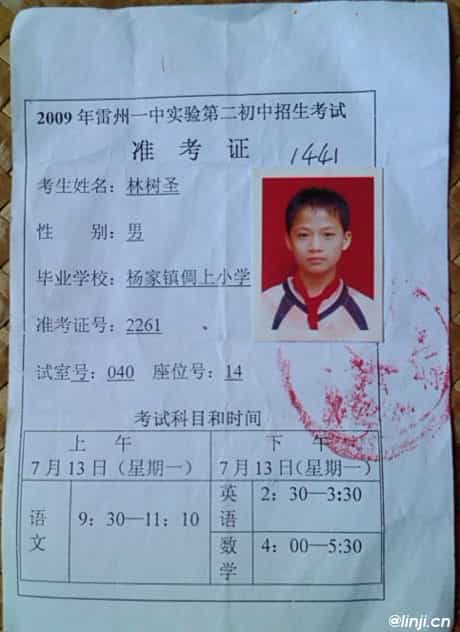 2009年雷州一中实验第二初中招生考试
准 考 证
1441
考生姓名：林树圣
性 别：男
毕业学校：杨家镇倜上小学
准考证号：2261
试室号：040 座位号：14
考试科目和时间
上 午 下 午
7月13日（星期一） 7月13日（星期一）
语文 9：30—11：10
英语 2：30—3:30
数学 4：00—5:30
@linji.cn